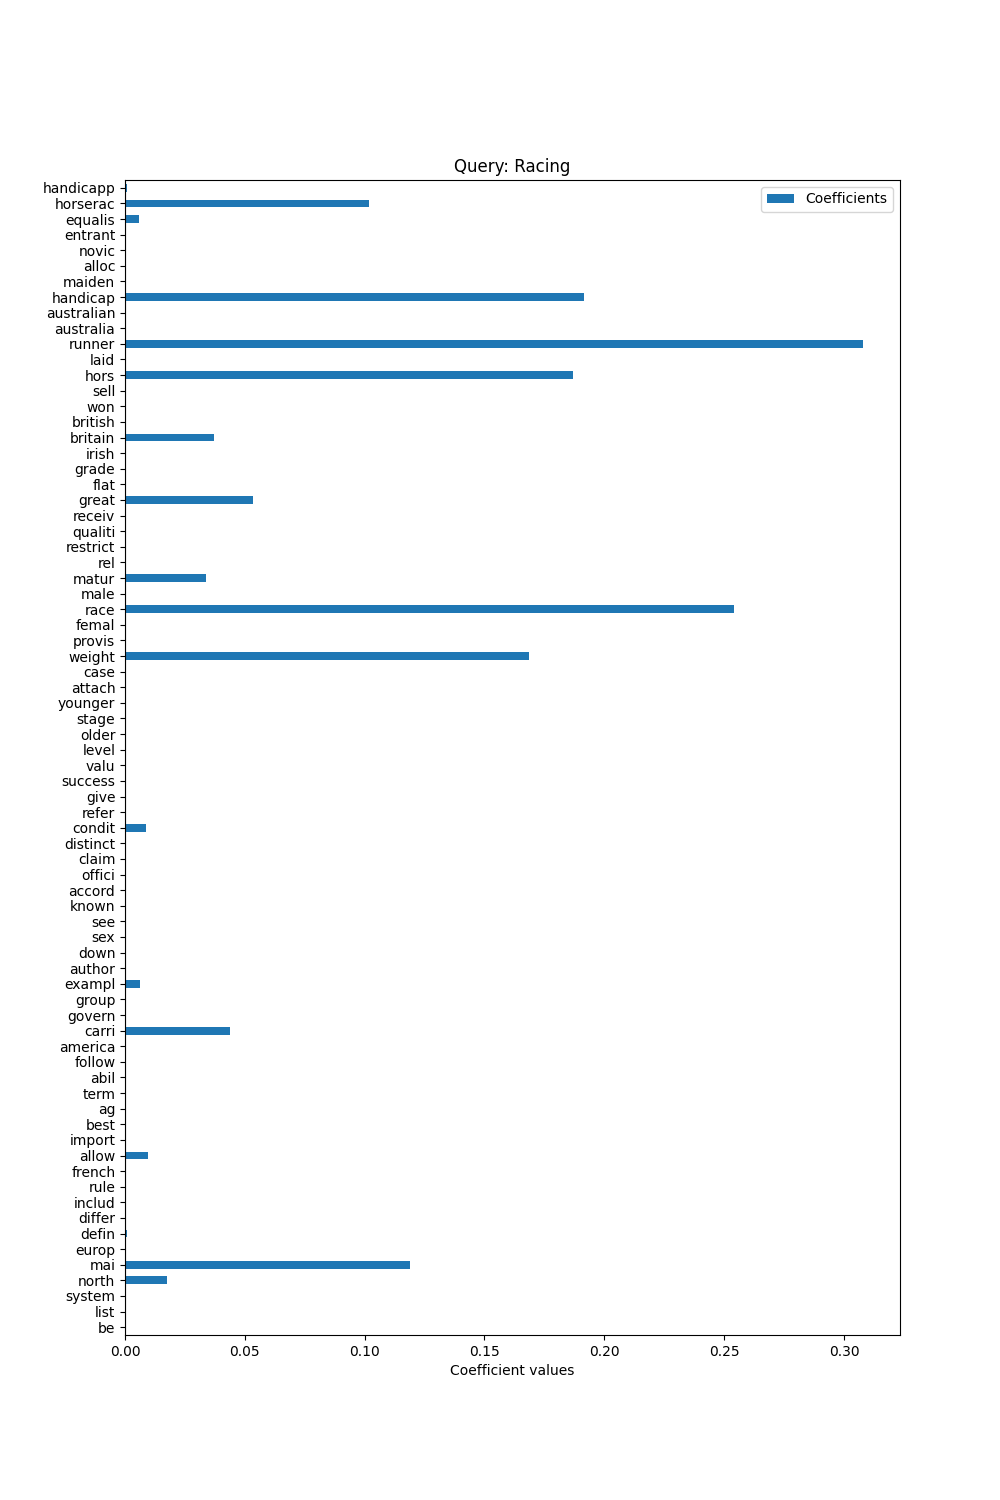 Query: Racing
Coefficients
handicapp
horserac
equalis
entrant
novic
alloc
maiden
handicap
australian
australia
runner
laid
hors
sell
won
british
britain
irish
grade
flat
great
receiv
qualiti
restrict
rel
matur
male
race
femal
provis
weight
case
attach
younger
stage
older
level
valu
success
give
refer
condit
distinct
claim
offici
accord
known
see
sex
down
author
exampl
group
govern
carri
america
follow
abil
term
ag
best
import
allow
french
rule
includ
differ
defin
europ
mai
north
system
list
be
0.00 0.05 0.10 0.15 0.20 0.25 0.30
Coefficient values